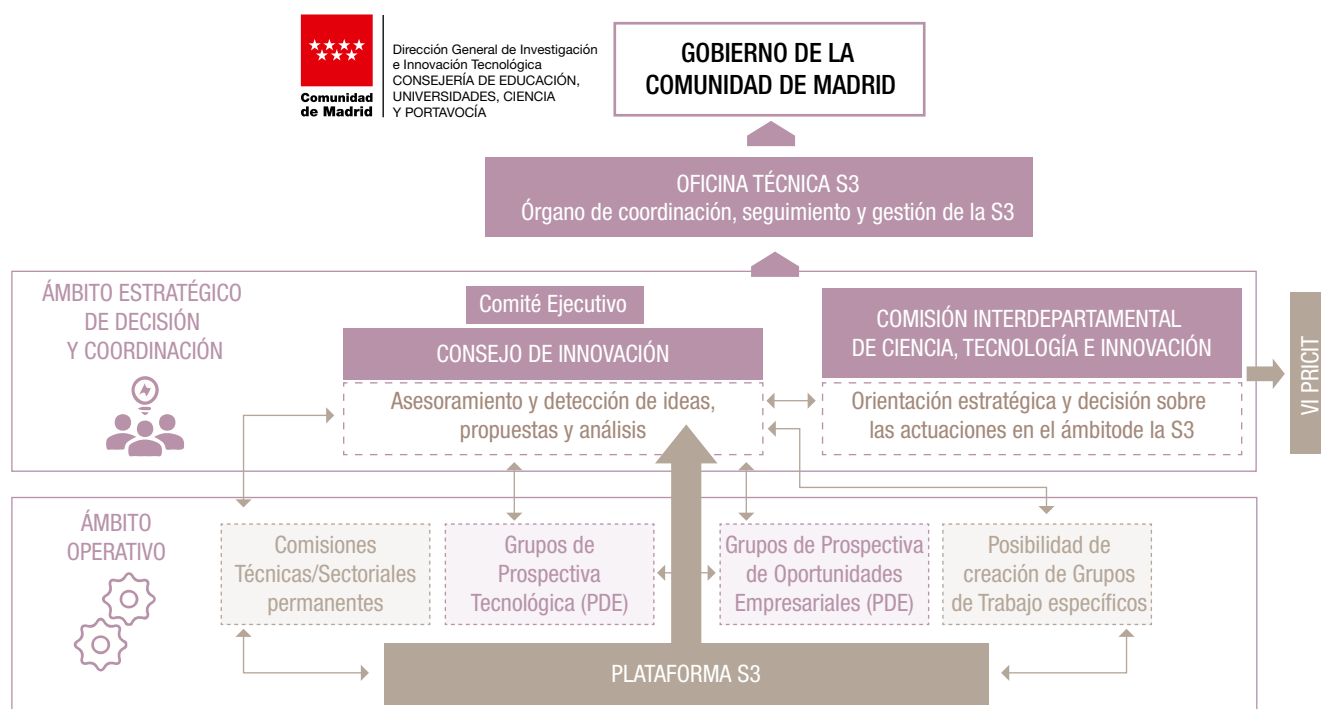 Comunidad
de Madrid
Dirección General de Investigación
e Innovación Tecnológica
CONSEJERÍA DE EDUCACIÓN,
UNIVERSIDADES, CIENCIA
Y PORTAVOCÍA
GOBIERNO DE LA
COMUNIDAD DE MADRID
OFICINA TÉCNICA S3
Órgano de coordinación, seguimiento y gestión de la S3
ÁMBITO ESTRATÉGICO
DE DECISIÓN
Y COORDINACIÓN
Comité Ejecutivo
CONSEJO DE INNOVACIÓN
Asesoramiento y detección de ideas,
propuestas y análisis
COMISIÓN INTERDEPARTAMENTAL
DE CIENCIA, TECNOLOGÍA E INNOVACIÓN
Orientación estratégica y decisión sobre
las actuaciones en el ámbitode la S3
VI PRICIT
ÁMBITO
OPERATIVO
Comisiones
Técnicas/Sectoriales
permanentes
Grupos de
Prospectiva
Tecnológica (PDE)
Grupos de Prospectiva
de Oportunidades
Empresariales (PDE)
Posibilidad de
creación de Grupos
de Trabajo específicos
PLATAFORMA S3